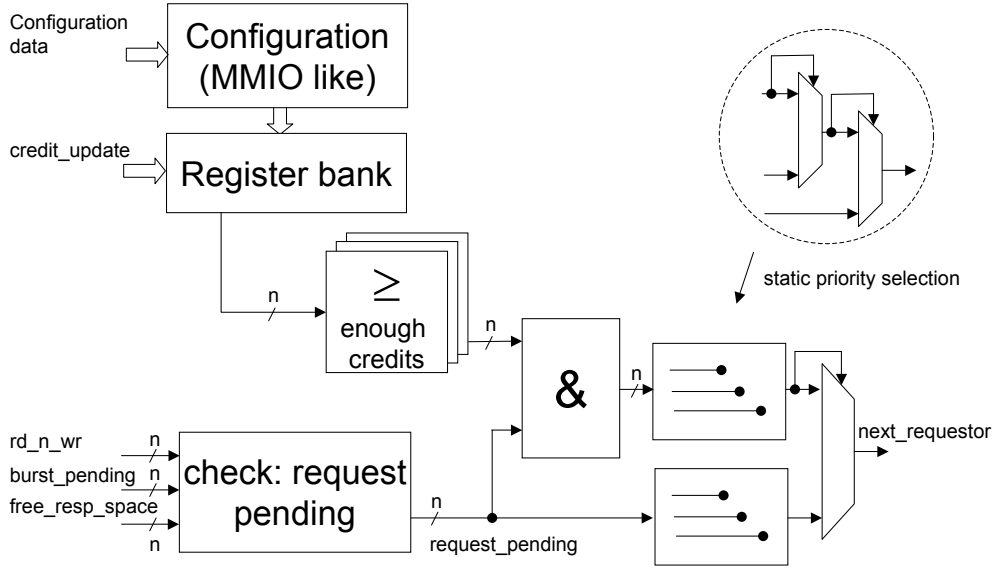 Configuration
data
Configuration
(MMIO like)
credit_update
Register bank
static priority selection
n
≥
enough
credits
n
&
n
next_requestor
rd_n_wr
n
burst_pending
n
free_resp_space
n
check: request
pending
n
request_pending